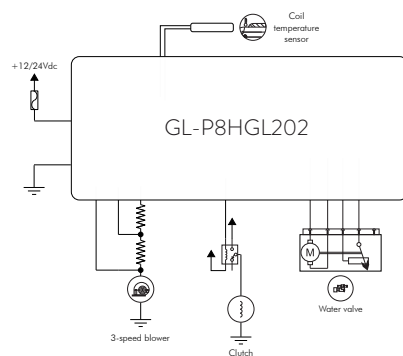 Coil
temperature
sensor
+12/24Vdc
GL-P8HGL202
M
3-speed blower
Clutch
Water valve